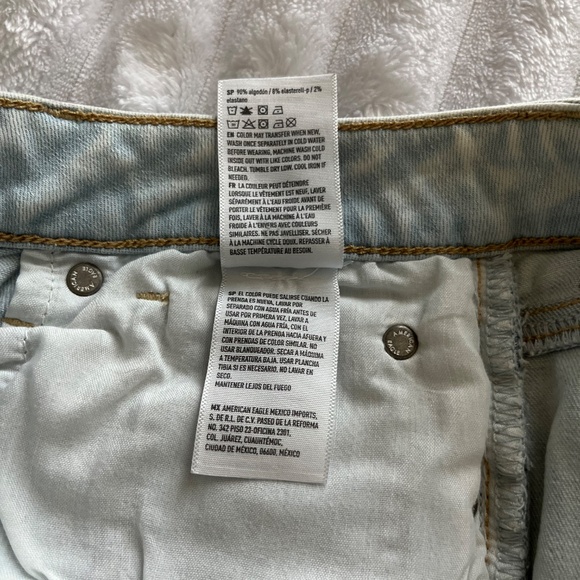 SP 90% algodón / 8% elasterell-p / 2%
elastane
EN COLOR MAY TRANSFER WHEN NEW,
WASH ONCE SEPARATELY IN COLD WATER
BEFORE WEARING, MACHINE WASH COLD
INSIDE OUT WITH LIKE COLORS. DO NOT
BLEACH. TUMBLE DRY LOW. COOL IRON IF
NEEDED.
FR LA COULEUR PEUT DÉTEINDRE
LORSQUE LE VÊTEMENT EST NEUF, LAVER
SÉPARÉMENT À L'EAU FROIDE AVANT DE
PORTER LE VÊTEMENT POUR LA PREMIÈRE
FOIS, LAVER À LA MACHINE À L'EAU
FROIDE À L'ENVERS AVEC COULEURS
SIMILAIRES. NE PAS JAVELLISER. SÉCHER
À LA MACHINE CYCLE DOUX. REPASSER À
BASSE TEMPÉRATURE AU BESOIN.
SP EL COLOR PUEDE SALIRSE CUANDO LA
PRENDA ES NUEVA, LAVAR POR
SEPARADO CON AGUA FRÍA ANTES DE
USAR POR PRIMERA VEZ, LAVAR A
MÁQUINA CON AGUA FRÍA, HACIA EL
INTERIOR DE LA PRENDA HACIA AFUERA Y
CON PRENDAS DE COLOR SIMILAR. NO
USAR BLANQUEADOR. SECAR A MÁQUINA
A TEMPERATURA BAJA. USAR PLANCHA
TIBIA SI ES NECESARIO. NO LAVAR EN
SECO.
MANTENER LEJOS DEL FUEGO
MX AMERICAN EAGLE MEXICO IMPORTS,
S. DE R.L. DE C.V. PASEO DE LA REFORMA
NO. 342 PISO 23-OFICINA 2301,
COL. JUÁREZ, CUAUHTÉMOC,
CIUDAD DE MÉXICO, 06600, MÉXICO
AMERICAN
AMERICAN